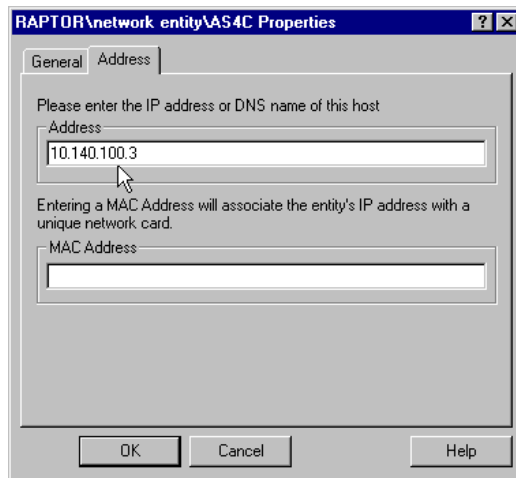 RAPTOR\network entity\AS4C Properties
General Address
Please enter the IP address or DNS name of this host
Address
10.140.100.3
Entering a MAC Address will associate the entity's IP address with a
unique network card.
MAC Address
OK Cancel Help